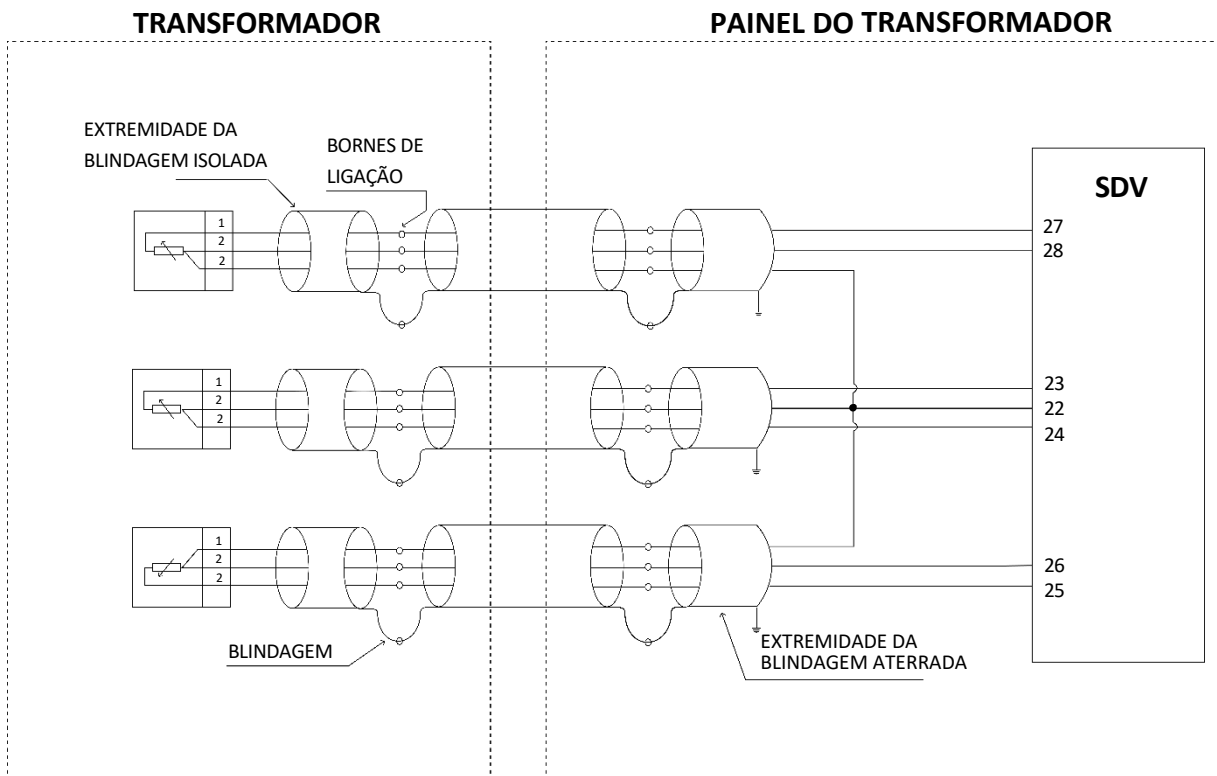 TRANSFORMADOR
PAINEL DO TRANSFORMADOR
EXTREMIDADE DA
BLINDAGEM ISOLADA
BORNES DE
LIGAÇÃO
SDV
1
2
2
27
28
1
2
2
23
22
24
1
2
2
26
25
BLINDAGEM
EXTREMIDADE DA
BLINDAGEM ATERRADA